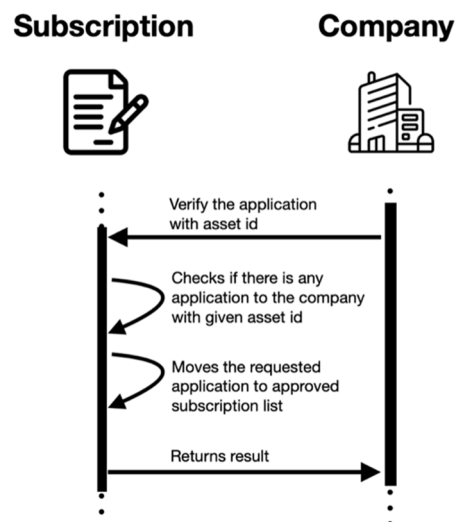 Subscription
Company
Verify the application
with asset id
Checks if there is any
application to the company
with given asset id
Moves the requested
application to approved
subscription list
Returns result